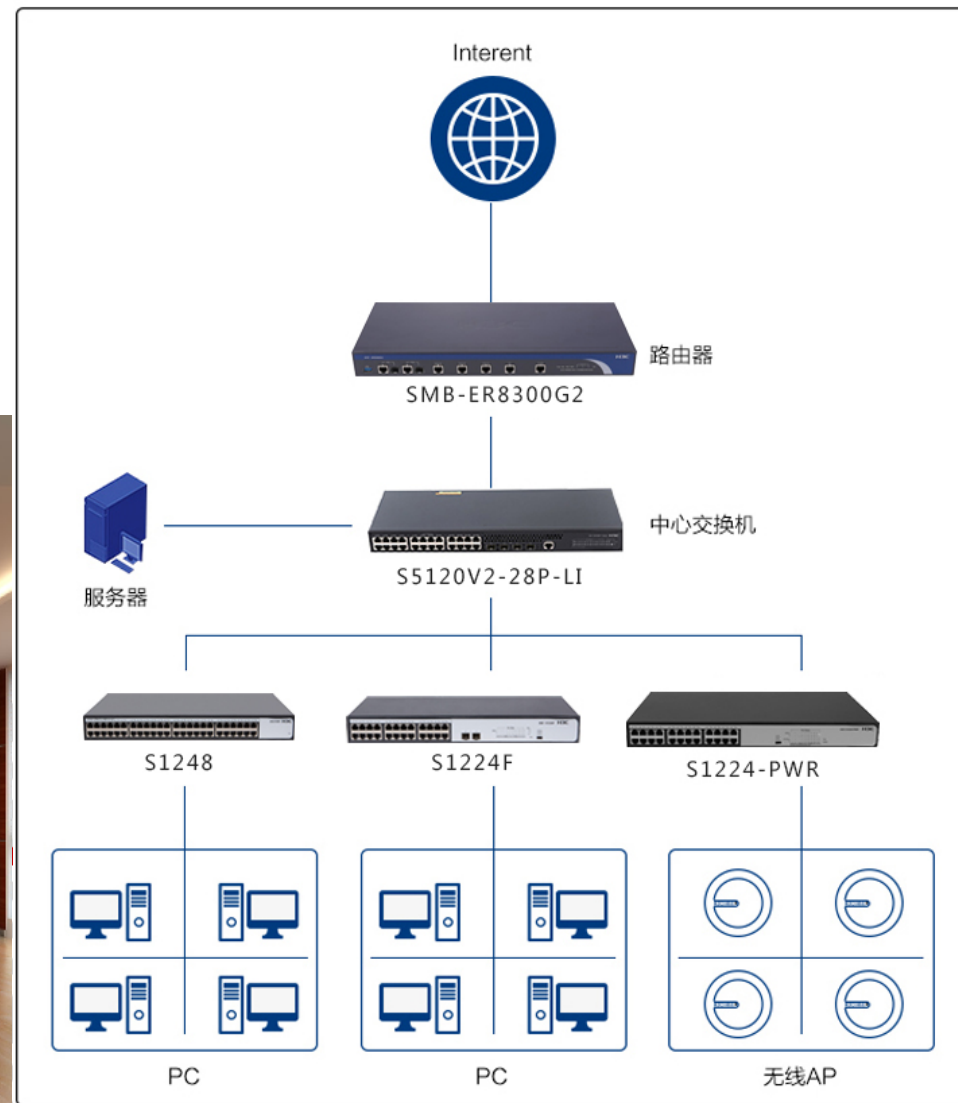 Interent
路由器
SMB-ER8300G2
中心交换机
S5120V2-28P-LI
服务器
S1248
S1224F
S1224-PWR
PC
PC
无线AP